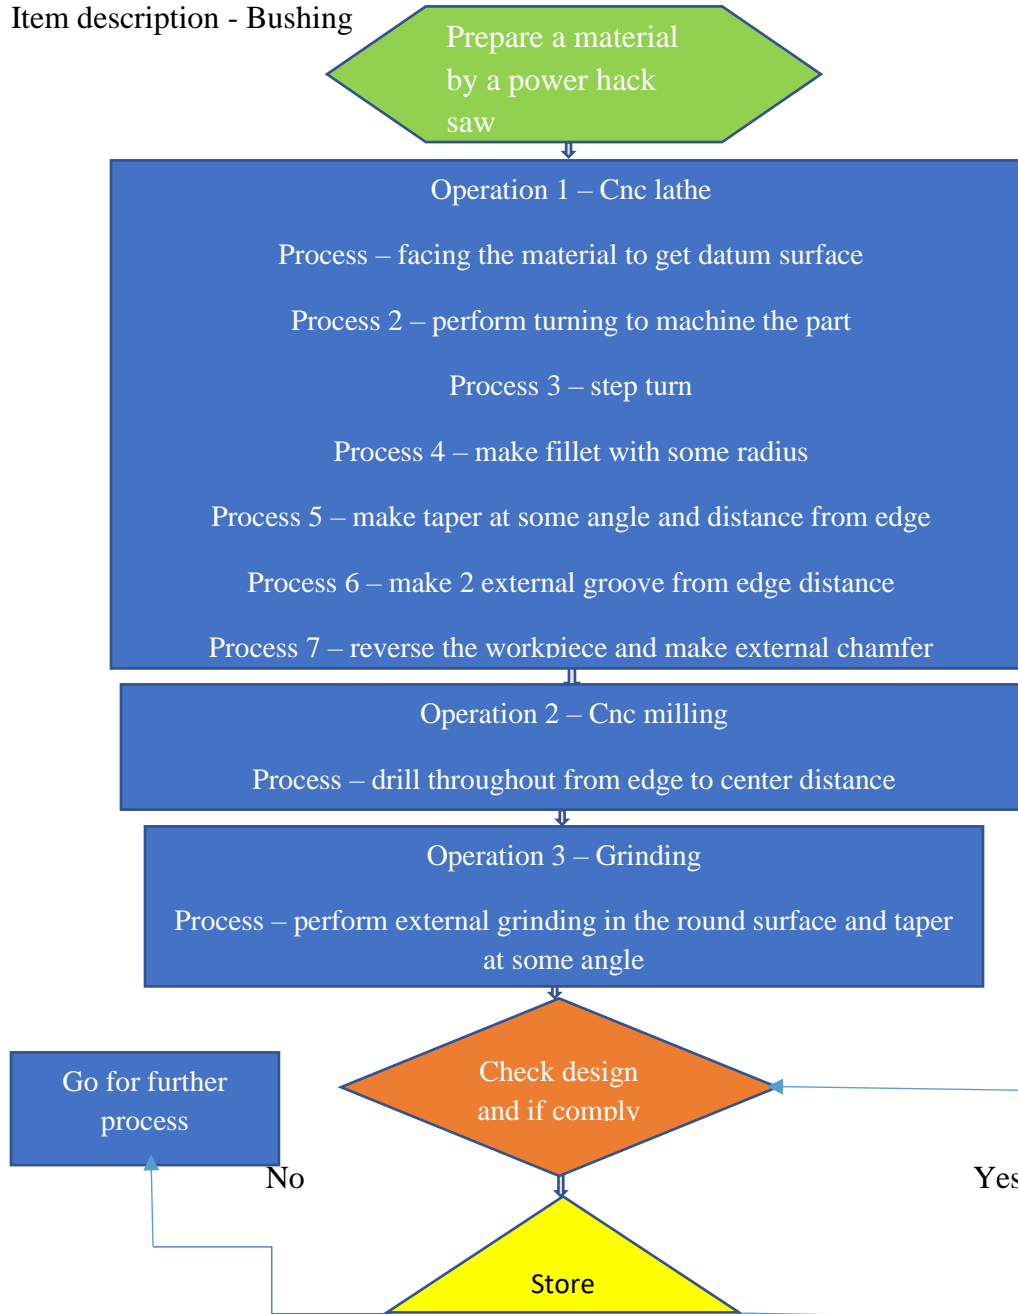 Item description - Bushing
Prepare a material
by a power hack
saw
Operation 1 – Cnc lathe
Process – facing the material to get datum surface
Process 2 – perform turning to machine the part
Process 3 – step turn
Process 4 – make fillet with some radius
Process 5 – make taper at some angle and distance from edge
Process 6 – make 2 external groove from edge distance
Process 7 – reverse the workpiece and make external chamfer
Operation 2 – Cnc milling
Process – drill throughout from edge to center distance
Operation 3 – Grinding
Process – perform external grinding in the round surface and taper
at some angle
Check design
and if comply
Go for further
process
No
Yes
Store